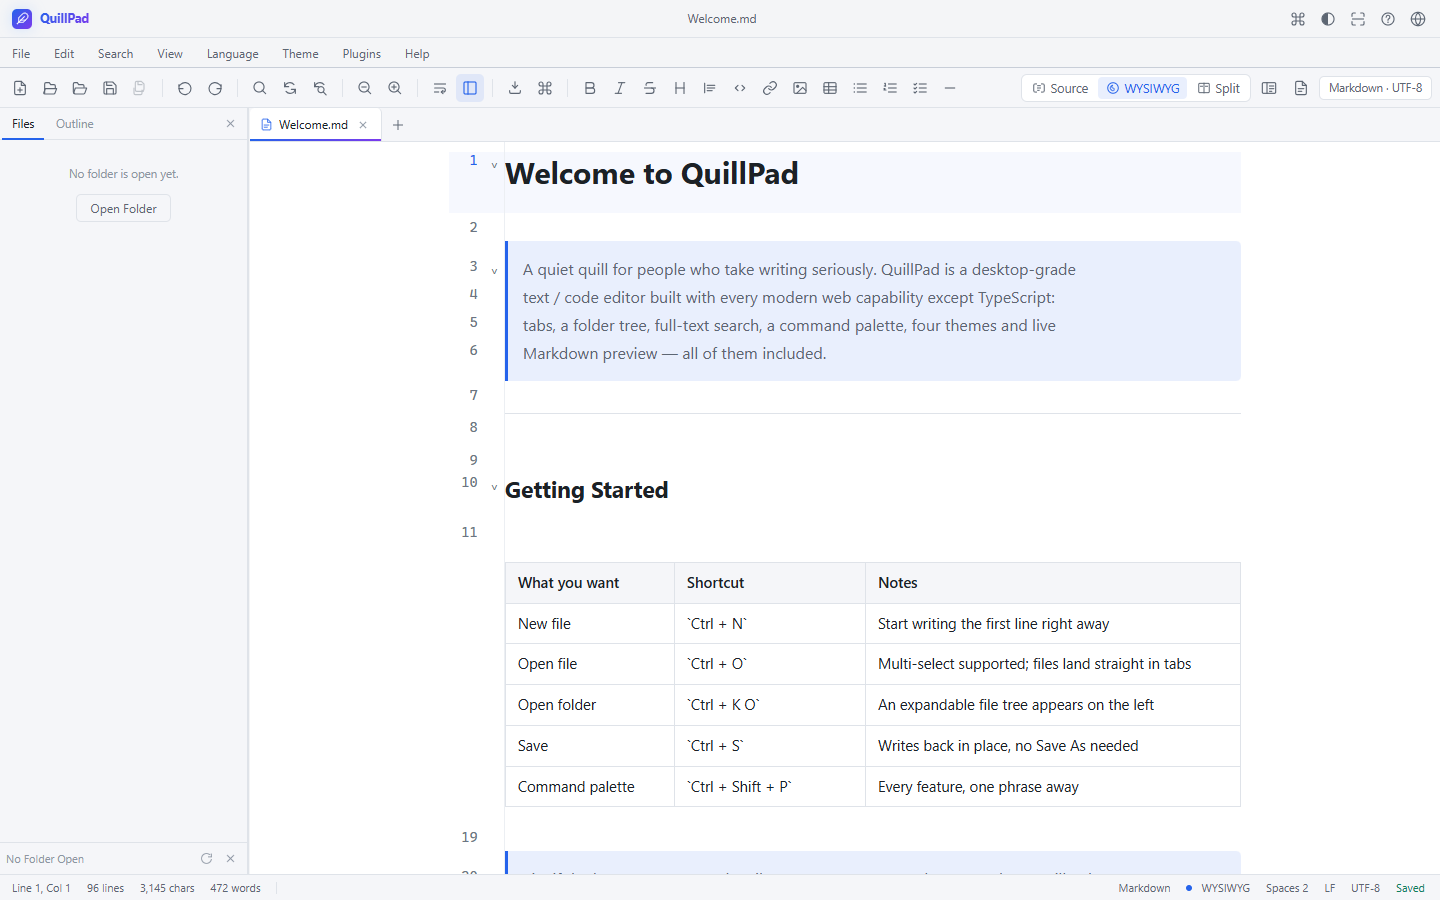 QuillPad
Welcome.md
File Edit Search View Language Theme Plugins Help
Source WYSIWYG Split Markdown · UTF-8
Files Outline
Welcome.md
No folder is open yet.
Open Folder
1 Welcome to QuillPad
2
3 A quiet quill for people who take writing seriously. QuillPad is a desktop-grade
4 text / code editor built with every modern web capability except TypeScript:
5 tabs, a folder tree, full-text search, a command palette, four themes and live
6 Markdown preview — all of them included.
7
8
9
10 Getting Started
11
What you want Shortcut Notes
New file `Ctrl + N` Start writing the first line right away
Open file `Ctrl + O` Multi-select supported; files land straight in tabs
Open folder `Ctrl + K O` An expandable file tree appears on the left
Save `Ctrl + S` Writes back in place, no Save As needed
Command palette `Ctrl + Shift + P` Every feature, one phrase away
19
No Folder Open
Line 1, Col 1 96 lines 3,145 chars 472 words Markdown WYSIWYG Spaces 2 LF UTF-8 Saved